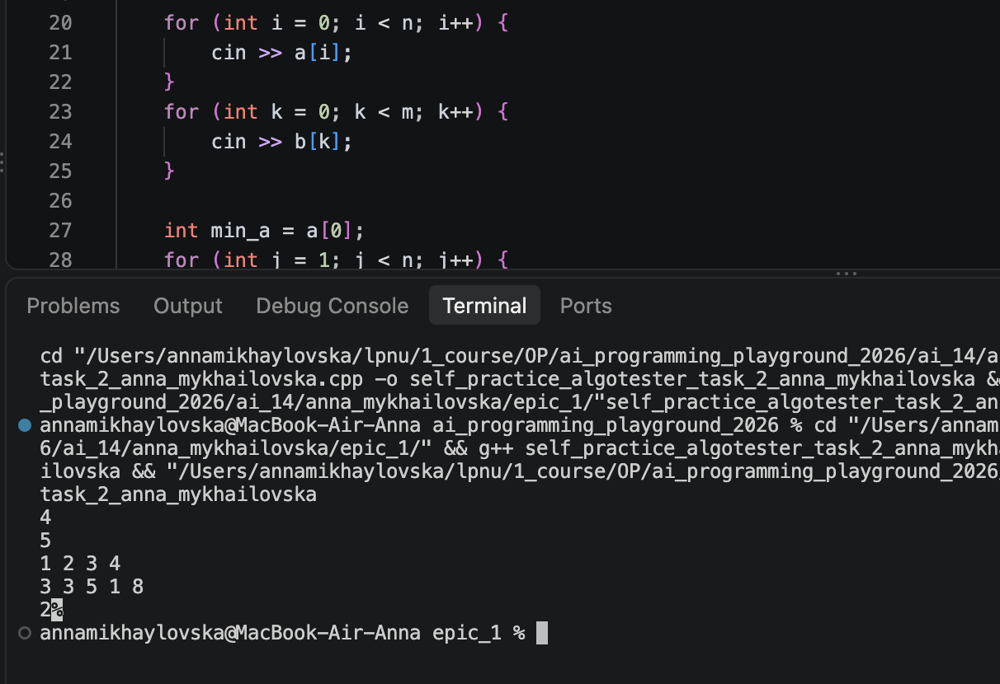 20 for (int i = 0; i < n; i++) {
21 cin >> a[i];
22 }
23 for (int k = 0; k < m; k++) {
24 cin >> b[k];
25 }
26
27 int min_a = a[0];
28 for (int j = 1; j < n; j++) {
Problems Output Debug Console Terminal Ports
cd "/Users/annamikhaylovska/lpnu/1_course/OP/ai_programming_playground_2026/ai_14/a
task_2_anna_mykhailovska.cpp -o self_practice_algotester_task_2_anna_mykhailovska &
_playground_2026/ai_14/anna_mykhailovska/epic_1/"self_practice_algotester_task_2_an
annamikhaylovska@MacBook-Air-Anna ai_programming_playground_2026 % cd "/Users/annam
6/ai_14/anna_mykhailovska/epic_1/" && g++ self_practice_algotester_task_2_anna_mykh
ilovska && "/Users/annamikhaylovska/lpnu/1_course/OP/ai_programming_playground_2026
task_2_anna_mykhailovska
4
5
1 2 3 4
3 3 5 1 8
2%
annamikhaylovska@MacBook-Air-Anna epic_1 %